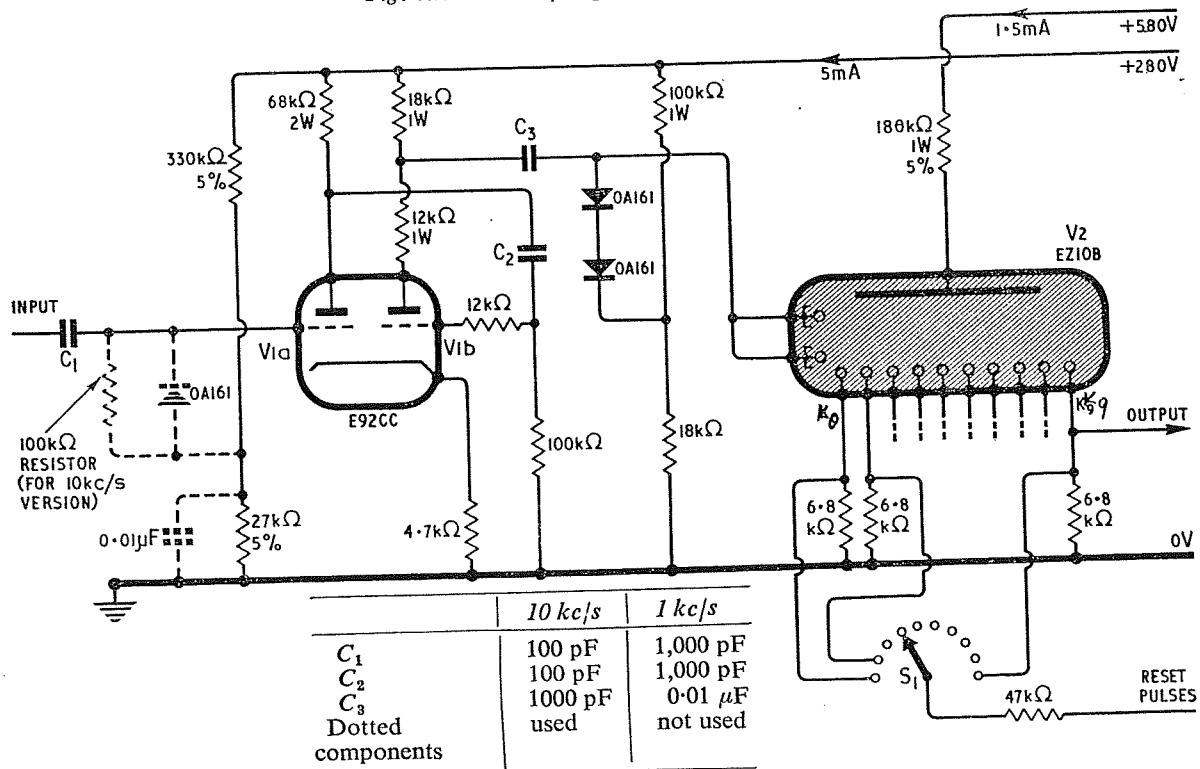 1·5mA
+580V
5mA
+280V
68kΩ
2W
18kΩ
1W
100kΩ
1W
C3
180kΩ
1W
5%
330kΩ
5%
OA161
12kΩ
1W
C2
OA161
V2
EZ10B
INPUT
C1
V1a
V1b
12kΩ
OA161
E92CC
100kΩ
RESISTOR
(FOR 10kc/s
VERSION)
100kΩ
18kΩ
K0
K9
OUTPUT
0·01μF
27kΩ
5%
4·7kΩ
6·8
kΩ
6·8
kΩ
6·8
kΩ
0V
10 kc/s 1 kc/s
C1 100 pF 1,000 pF
C2 100 pF 1,000 pF
C3 1000 pF 0·01 μF
Dotted components used not used
S1
47kΩ
RESET
PULSES